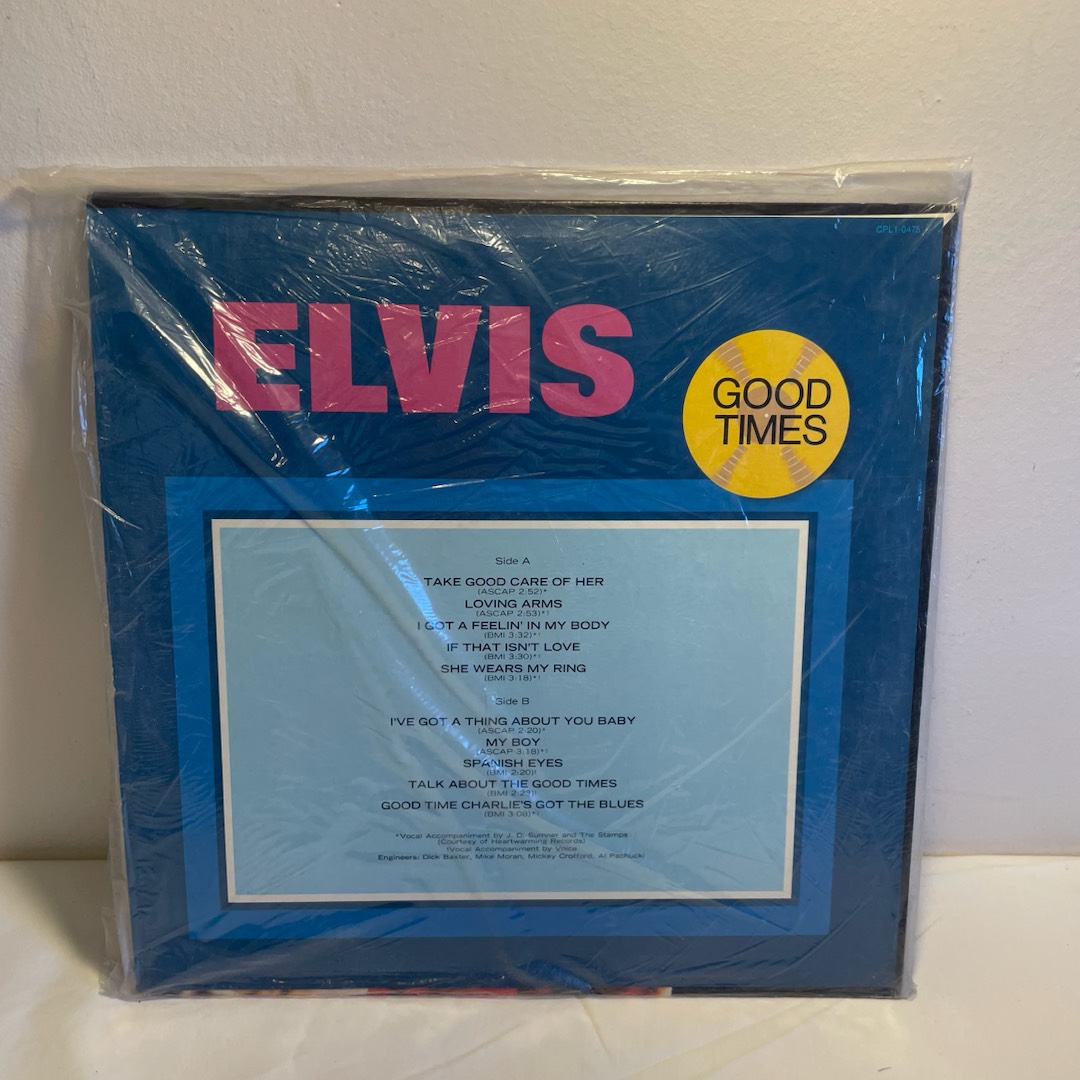 CPL1-0475
ELVIS
GOOD
TIMES
Side A
TAKE GOOD CARE OF HER
(ASCAP 2:52)*
LOVING ARMS
(ASCAP 2:53)*!
I GOT A FEELIN' IN MY BODY
(BMI 3:32)*!
IF THAT ISN'T LOVE
(BMI 3:30)*!
SHE WEARS MY RING
(BMI 3:18)*!
Side B
I'VE GOT A THING ABOUT YOU BABY
(ASCAP 2:20)*
MY BOY
(ASCAP 3:18)*!
SPANISH EYES
(BMI 2:20)!
TALK ABOUT THE GOOD TIMES
(BMI 2:23)!
GOOD TIME CHARLIE'S GOT THE BLUES
(BMI 3:08)*!
*Vocal Accompaniment by J. D. Sumner and The Stamps
(Courtesy of Heartwarming Records)
!Vocal Accompaniment by Voice
Engineers: Dick Baxter, Mike Moran, Mickey Crofford, Al Pachucki